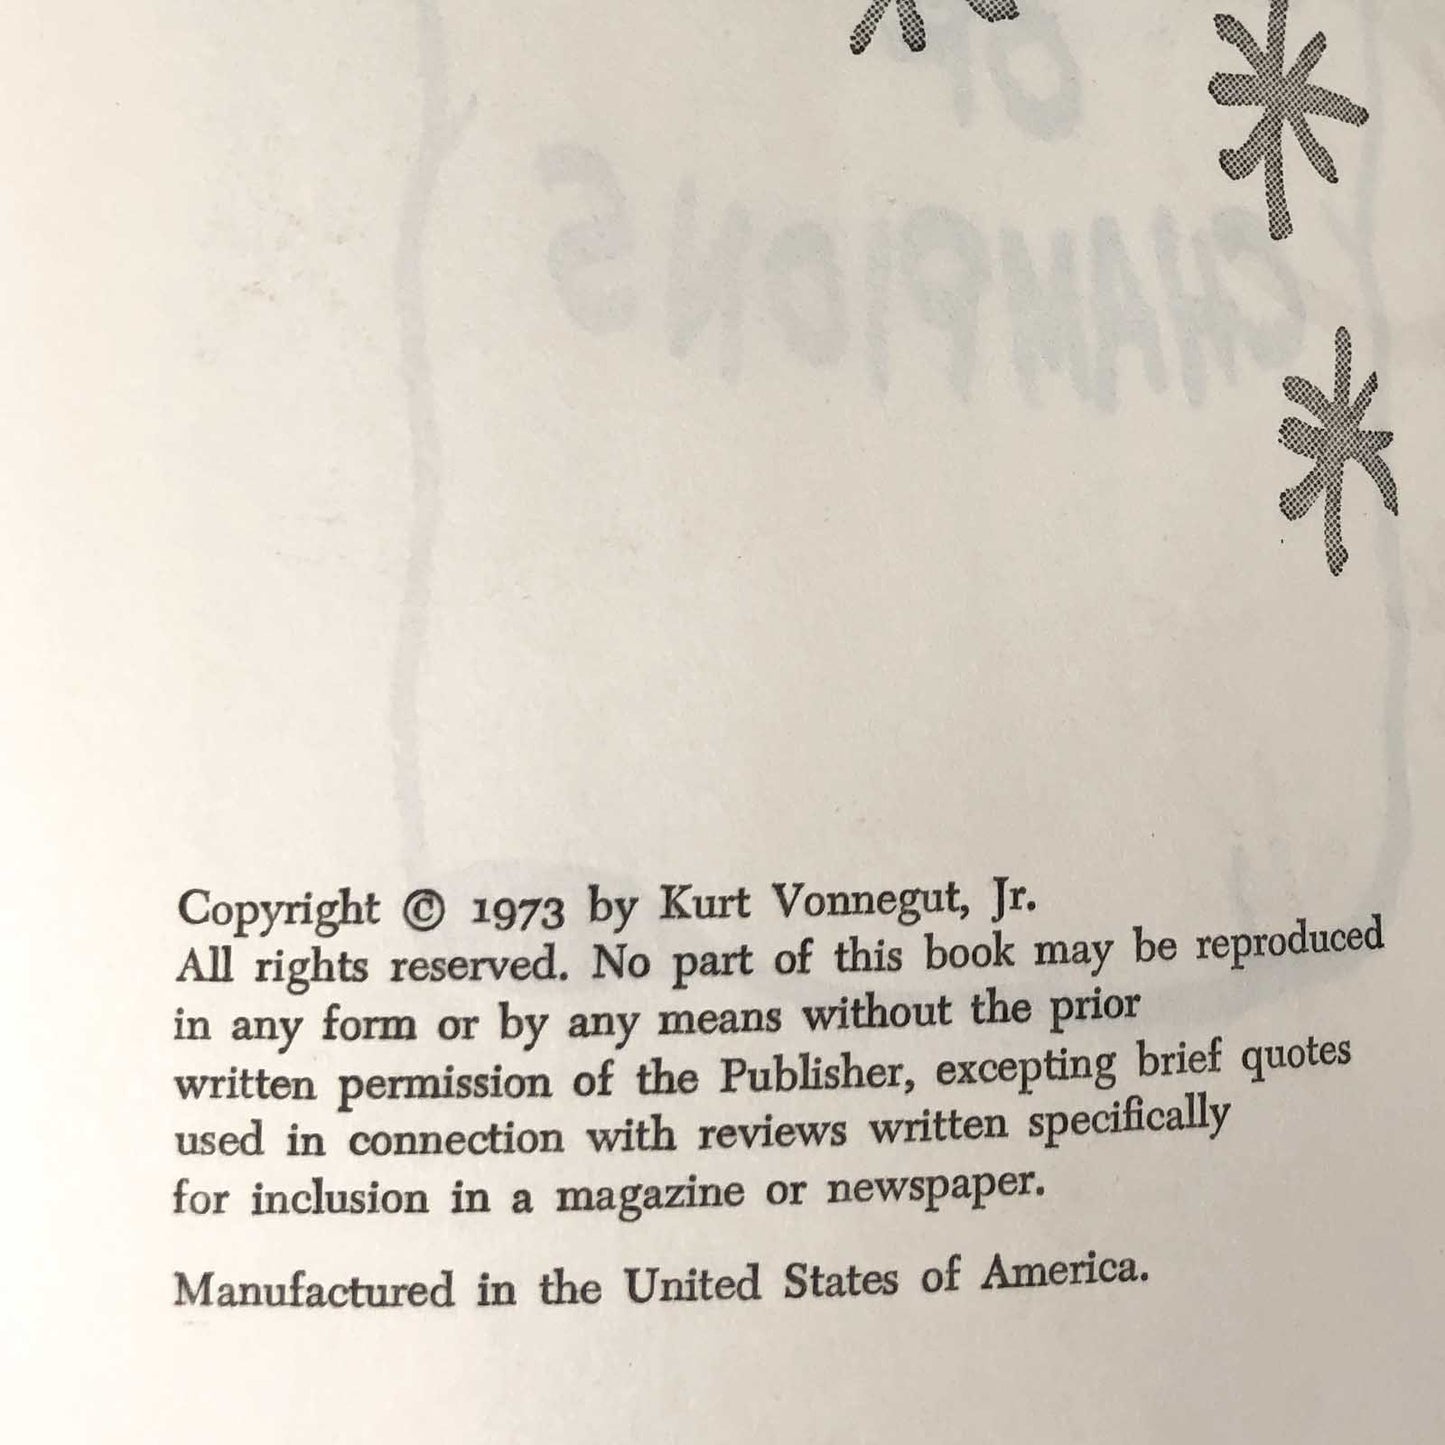 OF
CHAMPIONS
Copyright © 1973 by Kurt Vonnegut, Jr.
All rights reserved. No part of this book may be reproduced
in any form or by any means without the prior
written permission of the Publisher, excepting brief quotes
used in connection with reviews written specifically
for inclusion in a magazine or newspaper.
Manufactured in the United States of America.